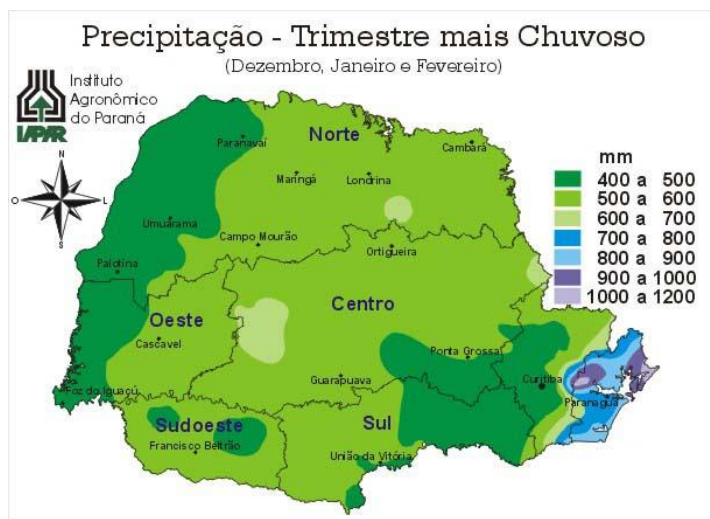 Precipitação - Trimestre mais Chuvoso
(Dezembro, Janeiro e Fevereiro)
Instituto
Agronômico
do Paraná
IAPAR
N
O
L
S
mm
400 a 500
500 a 600
600 a 700
700 a 800
800 a 900
900 a 1000
1000 a 1200
Norte
Paranavaí
Cambará
Maringá
Londrina
Umuarama
Campo Mourão
Ortigueira
Palotina
Centro
Oeste
Cascavel
Ponta Grossa
Guarapuava
Curitiba
Foz do Iguaçú
Paranaguá
Sudoeste
Sul
Francisco Beltrão
União da Vitória